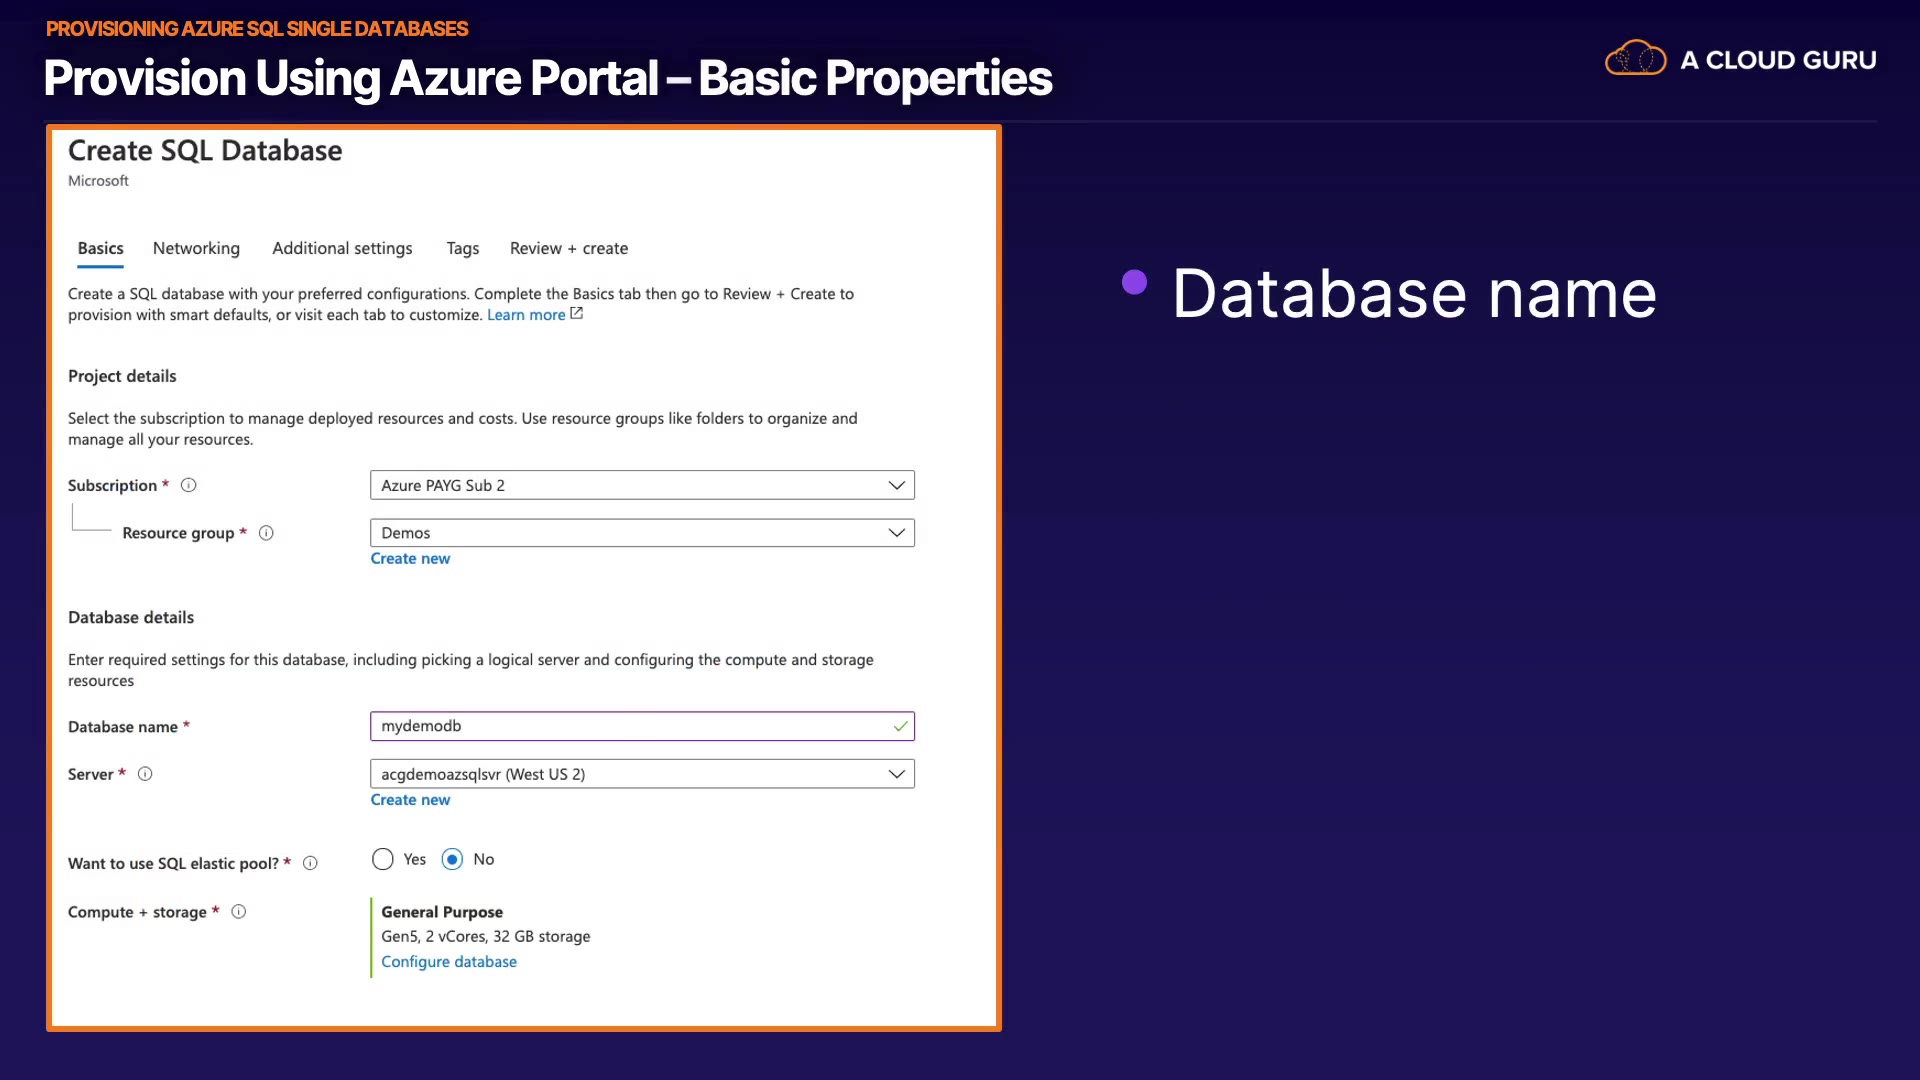 PROVISIONING AZURE SQL SINGLE DATABASES
Provision Using Azure Portal – Basic Properties
A CLOUD GURU
Create SQL Database
Microsoft
Basics Networking Additional settings Tags Review + create
Create a SQL database with your preferred configurations. Complete the Basics tab then go to Review + Create to
provision with smart defaults, or visit each tab to customize. Learn more
Project details
Select the subscription to manage deployed resources and costs. Use resource groups like folders to organize and
manage all your resources.
Subscription * Azure PAYG Sub 2
Resource group * Demos
Create new
Database details
Enter required settings for this database, including picking a logical server and configuring the compute and storage
resources
Database name * mydemodb
Server * acgdemoazsqlsvr (West US 2)
Create new
Want to use SQL elastic pool? * Yes No
Compute + storage * General Purpose
Gen5, 2 vCores, 32 GB storage
Configure database
• Database name